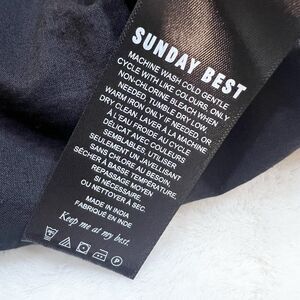 SUNDAY BEST
MACHINE WASH COLD GENTLE
CYCLE WITH LIKE COLOURS, ONLY
NON-CHLORINE BLEACH WHEN
NEEDED, TUMBLE DRY LOW,
WARM IRON ONLY IF NEEDED, OR
DRY CLEAN. LAVER À LA MACHINE
À L'EAU FROIDE AU CYCLE
DÉLICAT AVEC COULEURS
SEMBLABLES, UTILISER
SEULEMENT UN JAVELLISANT
SANS CHLORE AU BESOIN,
SÉCHER À BASSE TEMPÉRATURE,
REPASSAGE MOYEN
SI NÉCESSAIRE,
OU NETTOYER À SEC.
MADE IN INDIA
FABRIQUÉ EN INDE
Keep me at my best.